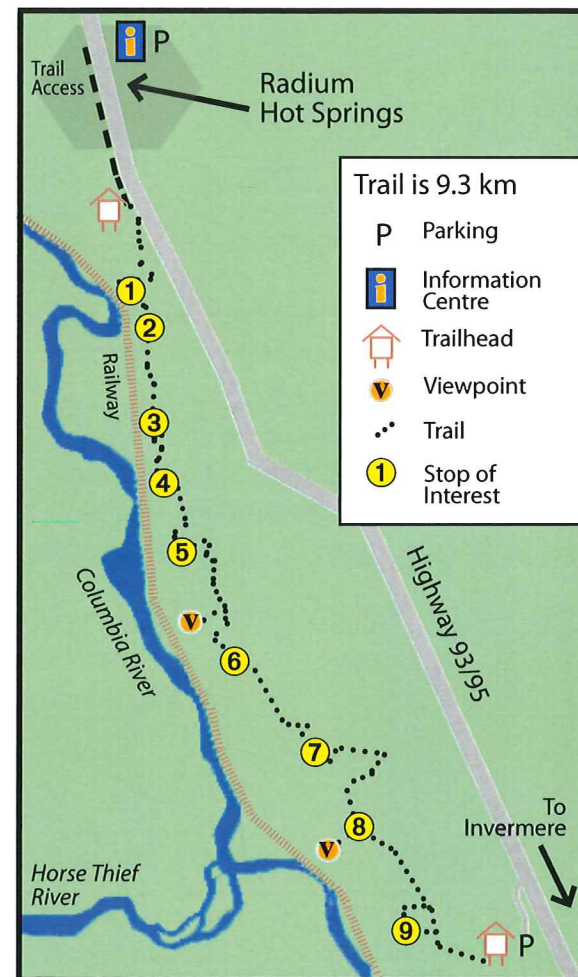 i P
Trail
Access
Radium
Hot Springs
Trail is 9.3 km
P Parking
i Information
Centre
Trailhead
V Viewpoint
Trail
1 Stop of
Interest
1
2
Railway
3
4
5
Columbia River
V
6
Highway 93/95
7
8
To
Invermere
V
Horse Thief
River
9
P